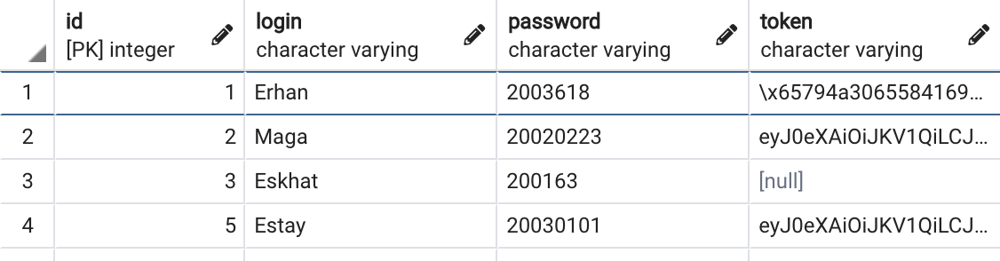 id login password token
[PK] integer character varying character varying character varying
1 1 Erhan 2003618 \x65794a3065584169...
2 2 Maga 20020223 eyJ0eXAiOiJKV1QiLCJ...
3 3 Eskhat 200163 [null]
4 5 Estay 20030101 eyJ0eXAiOiJKV1QiLCJ...